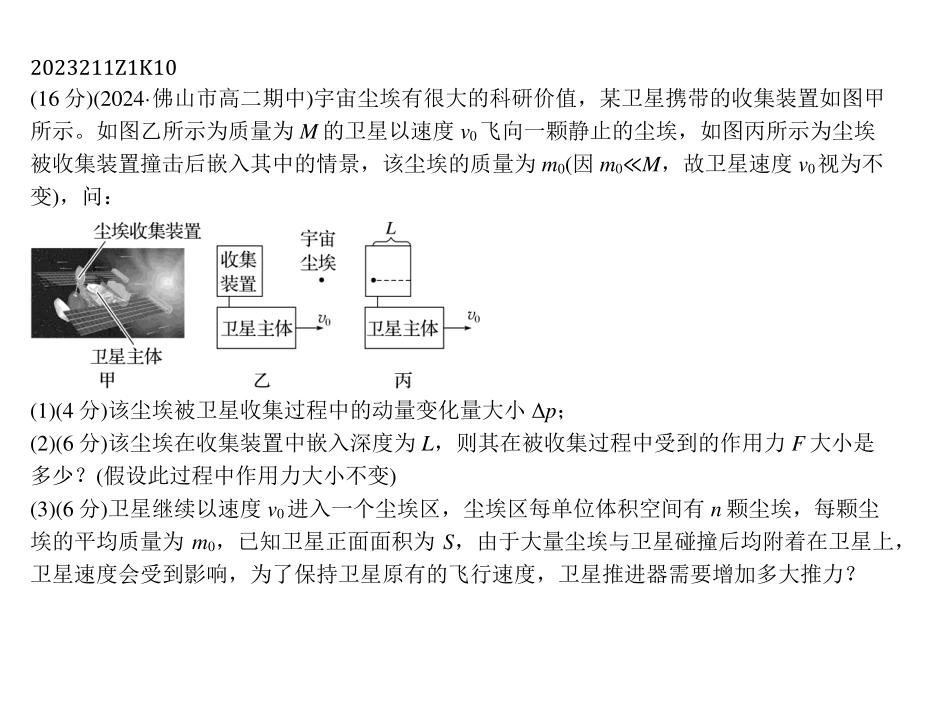 2023211Z1K10
(16 分)(2024·佛山市高二期中)宇宙尘埃有很大的科研价值，某卫星携带的收集装置如图甲
所示。如图乙所示为质量为 M 的卫星以速度 v₀ 飞向一颗静止的尘埃，如图丙所示为尘埃
被收集装置撞击后嵌入其中的情景，该尘埃的质量为 m₀(因 m₀≪M，故卫星速度 v₀ 视为不
变)，问：
尘埃收集装置
卫星主体
甲
收集
装置
宇宙
尘埃
卫星主体
v₀
乙
L
卫星主体
v₀
丙
(1)(4 分)该尘埃被卫星收集过程中的动量变化量大小 Δp；
(2)(6 分)该尘埃在收集装置中嵌入深度为 L，则其在被收集过程中受到的作用力 F 大小是
多少？(假设此过程中作用力大小不变)
(3)(6 分)卫星继续以速度 v₀ 进入一个尘埃区，尘埃区每单位体积空间有 n 颗尘埃，每颗尘
埃的平均质量为 m₀，已知卫星正面面积为 S，由于大量尘埃与卫星碰撞后均附着在卫星上，
卫星速度会受到影响，为了保持卫星原有的飞行速度，卫星推进器需要增加多大推力？